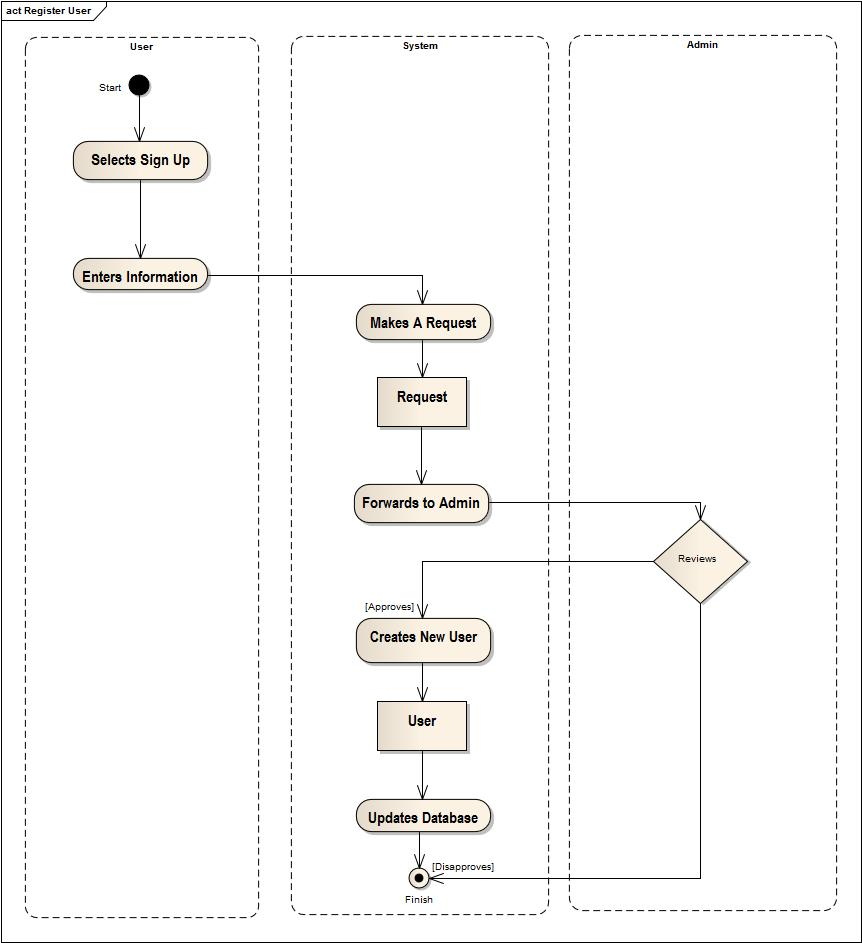 act Register User
User
System
Admin
Start
Selects Sign Up
Enters Information
Makes A Request
Request
Forwards to Admin
Reviews
[Approves]
Creates New User
User
Updates Database
[Disapproves]
Finish